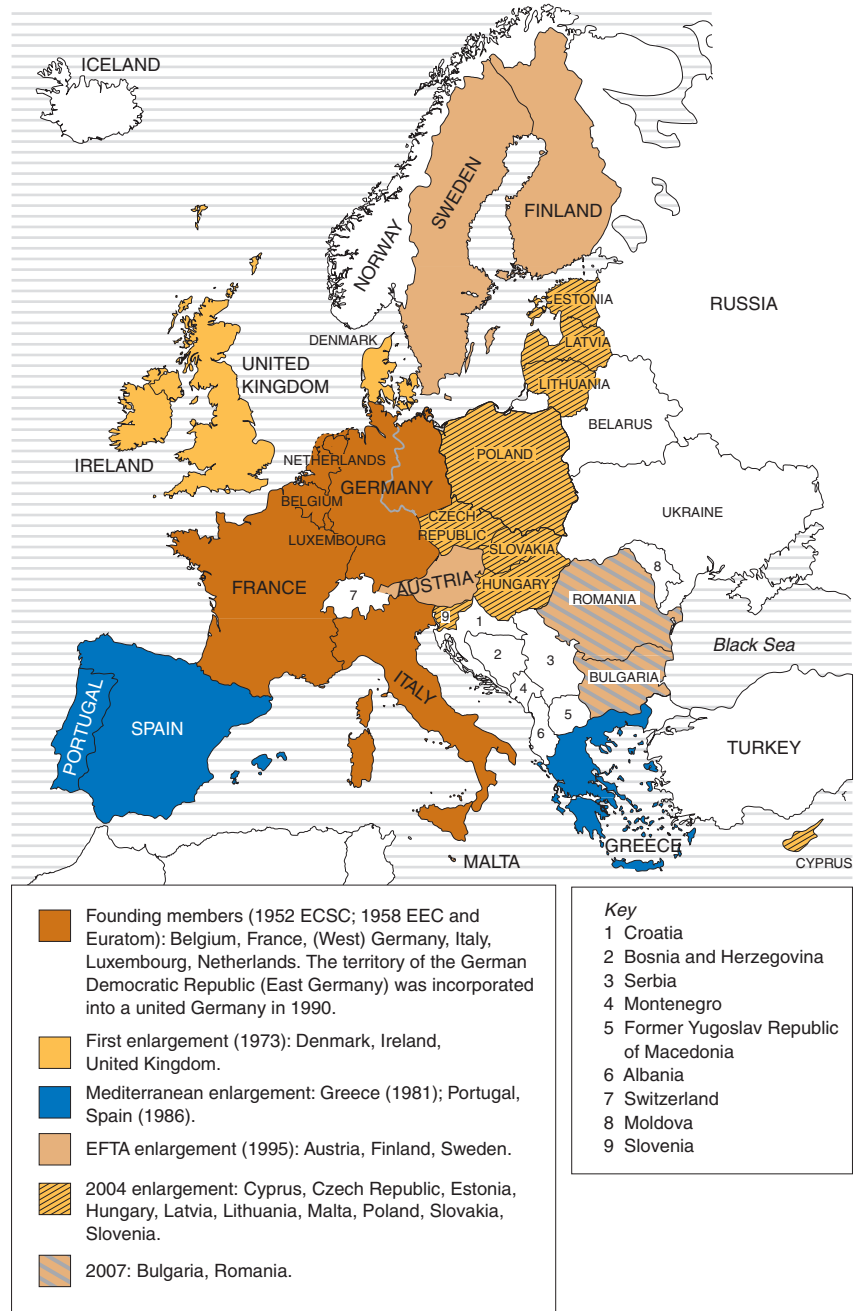 ICELAND
SWEDEN
FINLAND
NORWAY
RUSSIA
ESTONIA
DENMARK
LATVIA
UNITED
KINGDOM
LITHUANIA
BELARUS
IRELAND
NETHERLANDS
POLAND
GERMANY
BELGIUM
UKRAINE
CZECH
REPUBLIC
LUXEMBOURG
SLOVAKIA
8
FRANCE
7
AUSTRIA
HUNGARY
ROMANIA
9
1
Black Sea
2
3
BULGARIA
ITALY
4
PORTUGAL
SPAIN
5
6
TURKEY
GREECE
MALTA
CYPRUS
Founding members (1952 ECSC; 1958 EEC and
Euratom): Belgium, France, (West) Germany, Italy,
Luxembourg, Netherlands. The territory of the German
Democratic Republic (East Germany) was incorporated
into a united Germany in 1990.
First enlargement (1973): Denmark, Ireland,
United Kingdom.
Mediterranean enlargement: Greece (1981); Portugal,
Spain (1986).
EFTA enlargement (1995): Austria, Finland, Sweden.
2004 enlargement: Cyprus, Czech Republic, Estonia,
Hungary, Latvia, Lithuania, Malta, Poland, Slovakia,
Slovenia.
2007: Bulgaria, Romania.
Key
1 Croatia
2 Bosnia and Herzegovina
3 Serbia
4 Montenegro
5 Former Yugoslav Republic
of Macedonia
6 Albania
7 Switzerland
8 Moldova
9 Slovenia